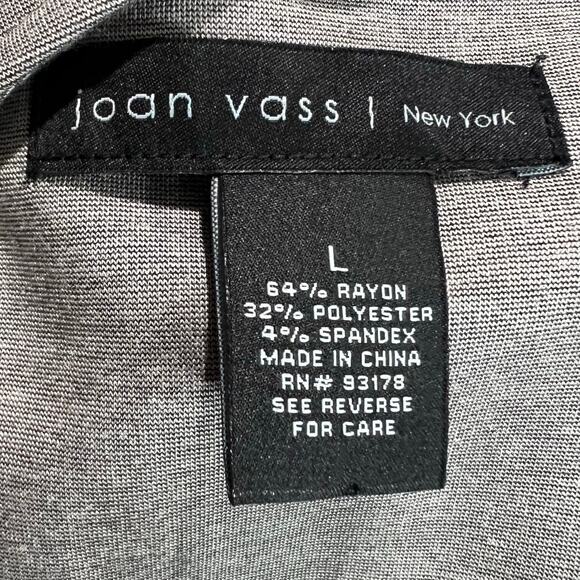 joan vass | New York
L
64% RAYON
32% POLYESTER
4% SPANDEX
MADE IN CHINA
RN# 93178
SEE REVERSE
FOR CARE